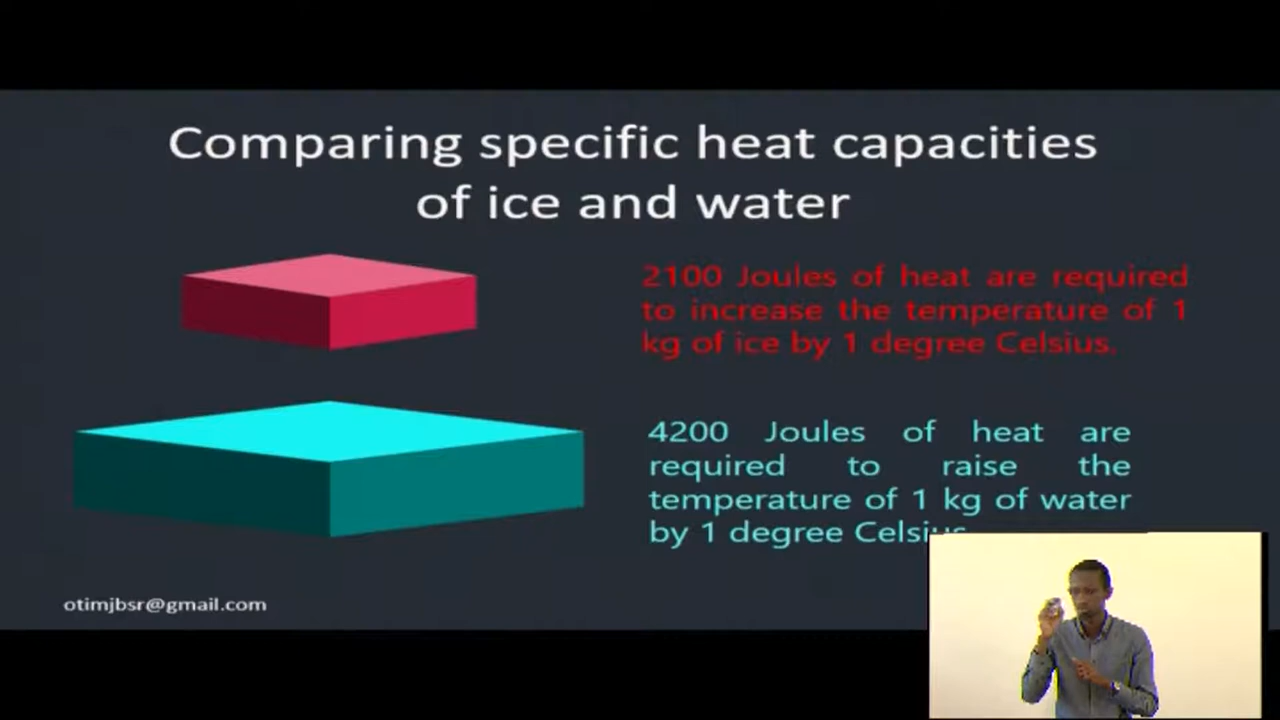 Comparing specific heat capacities
of ice and water
2100 Joules of heat are required
to increase the temperature of 1
kg of ice by 1 degree Celsius.
4200 Joules of heat are
required to raise the
temperature of 1 kg of water
by 1 degree Celsius.
otimjbsr@gmail.com